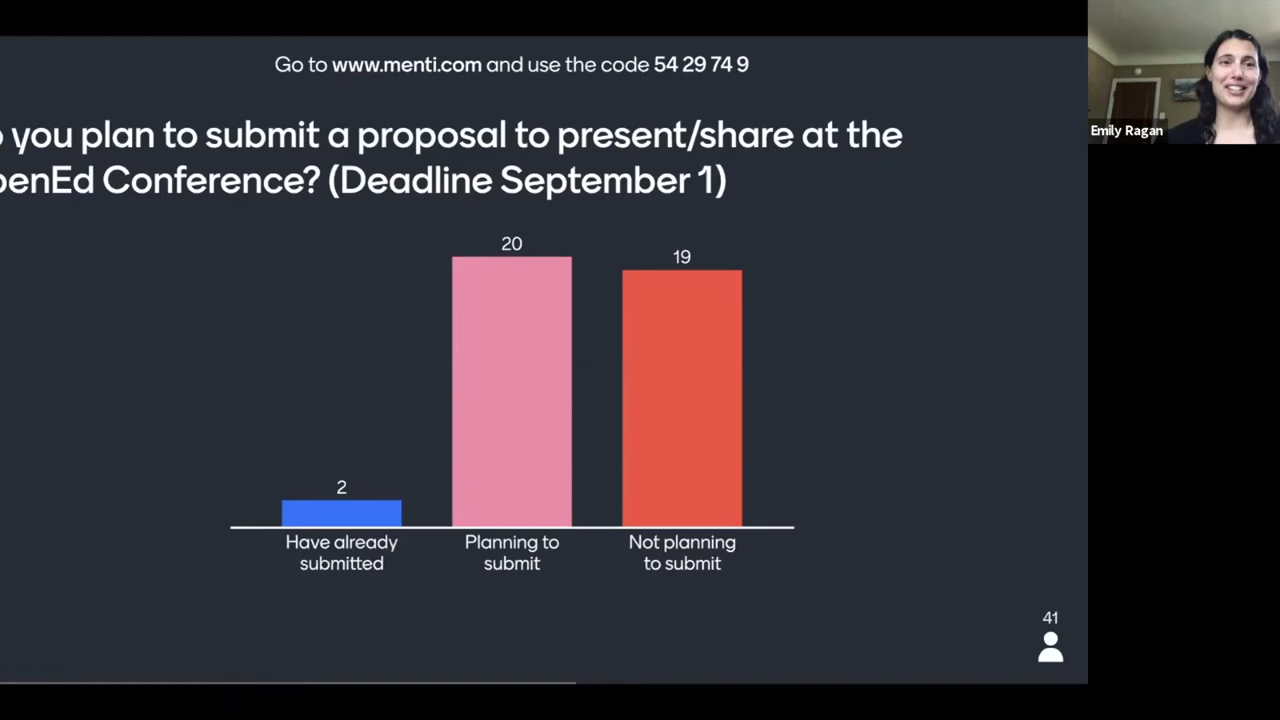 Go to www.menti.com and use the code 54 29 74 9
you plan to submit a proposal to present/share at the
penEd Conference? (Deadline September 1)
20
19
2
Have already
submitted
Planning to
submit
Not planning
to submit
41
Emily Ragan